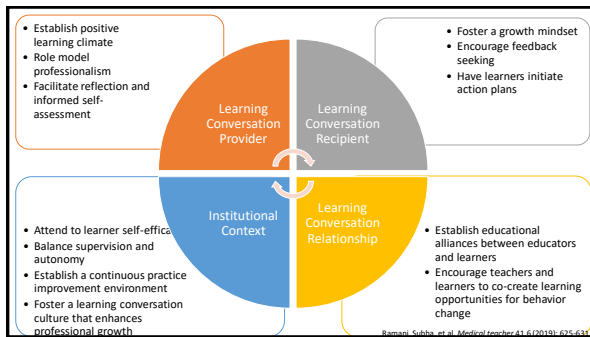 • Establish positive
learning climate
• Role model
professionalism
• Facilitate reflection and
informed self-
assessment
• Foster a growth mindset
• Encourage feedback
seeking
• Have learners initiate
action plans
Learning
Conversation
Provider
Learning
Conversation
Recipient
Institutional
Context
Learning
Conversation
Relationship
• Attend to learner self-effica
• Balance supervision and
autonomy
• Establish a continuous practice
improvement environment
• Foster a learning conversation
culture that enhances
professional growth
• Establish educational
alliances between educators
and learners
• Encourage teachers and
learners to co-create learning
opportunities for behavior
change
Ramani, Subha, et al. Medical teacher 41.6 (2019): 625-631